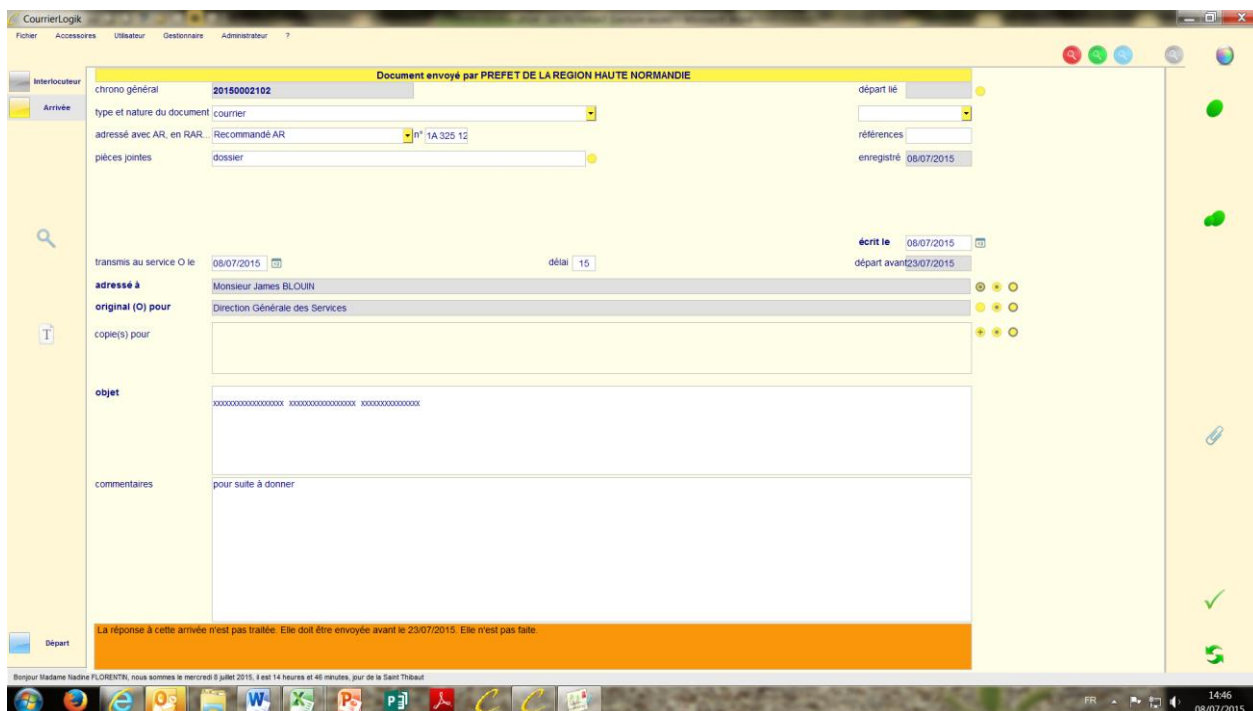 CourrierLogik
Fichier Accessoires Utilisateur Gestionnaire Administrateur ?
Document envoyé par PREFET DE LA REGION HAUTE NORMANDIE
Interlocuteur
chrono général 20150002102 départ lié
Arrivée
type et nature du document courrier
adressé avec AR, en RAR... Recommandé AR n° 1A 325 12 références
pièces jointes dossier enregistré 08/07/2015
écrit le 08/07/2015
transmis au service O le 08/07/2015 délai 15 départ avant 23/07/2015
adressé à Monsieur James BLOUIN
original (O) pour Direction Générale des Services
T
copie(s) pour
objet
commentaires pour suite à donner
La réponse à cette arrivée n'est pas traitée. Elle doit être envoyée avant le 23/07/2015. Elle n'est pas faite.
Départ
Bonjour Madame Nadine FLORENTIN, nous sommes le mercredi 8 juillet 2015, il est 14 heures et 46 minutes, jour de la Saint Thibaut
FR 14:46
08/07/2015